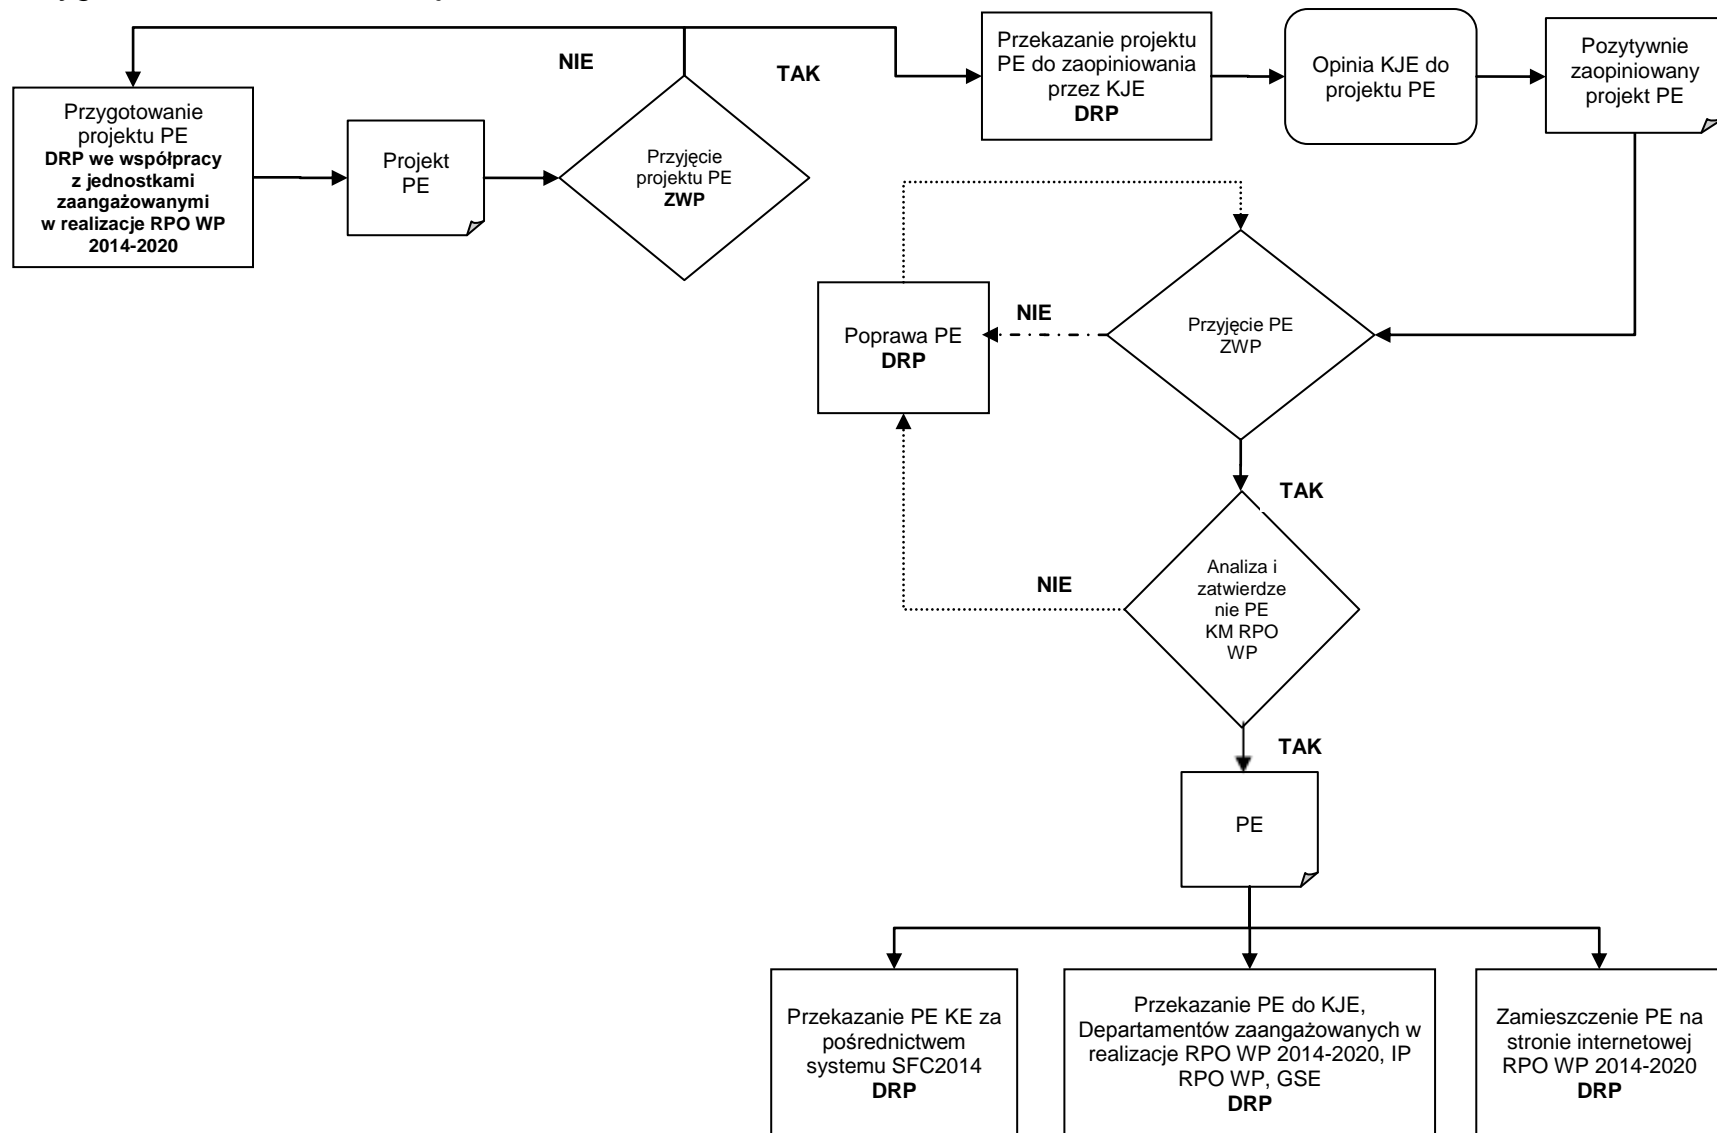 Przygotowanie
projektu PE
DRP we współpracy
z jednostkami
zaangażowanymi
w realizacje RPO WP
2014-2020
Projekt
PE
Przyjęcie
projektu PE
ZWP
NIE
TAK
Przekazanie projektu
PE do zaopiniowania
przez KJE
DRP
Opinia KJE do
projektu PE
Pozytywnie
zaopiniowany
projekt PE
Poprawa PE
DRP
NIE
Przyjęcie PE
ZWP
TAK
NIE
Analiza i
zatwierdze
nie PE
KM RPO
WP
TAK
PE
Przekazanie PE KE za
pośrednictwem
systemu SFC2014
DRP
Przekazanie PE do KJE,
Departamentów zaangażowanych w
realizacje RPO WP 2014-2020, IP
RPO WP, GSE
DRP
Zamieszczenie PE na
stronie internetowej
RPO WP 2014-2020
DRP